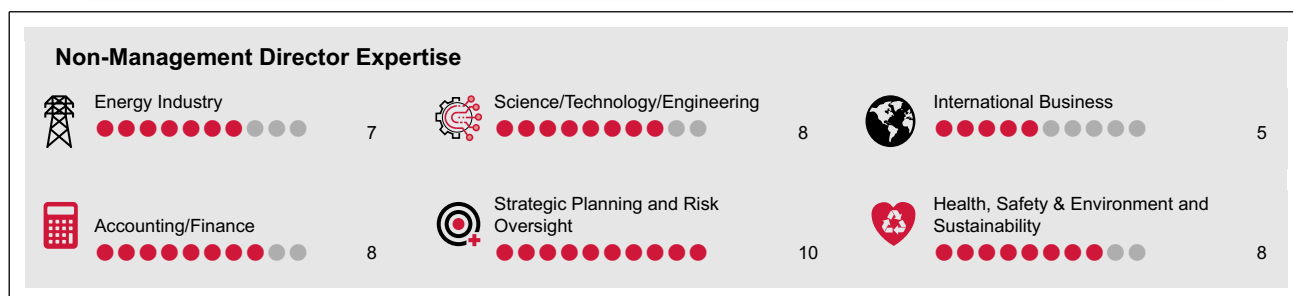 Non-Management Director Expertise
Energy Industry
7
Science/Technology/Engineering
8
International Business
5
Accounting/Finance
8
Strategic Planning and Risk
Oversight
10
Health, Safety & Environment and
Sustainability
8